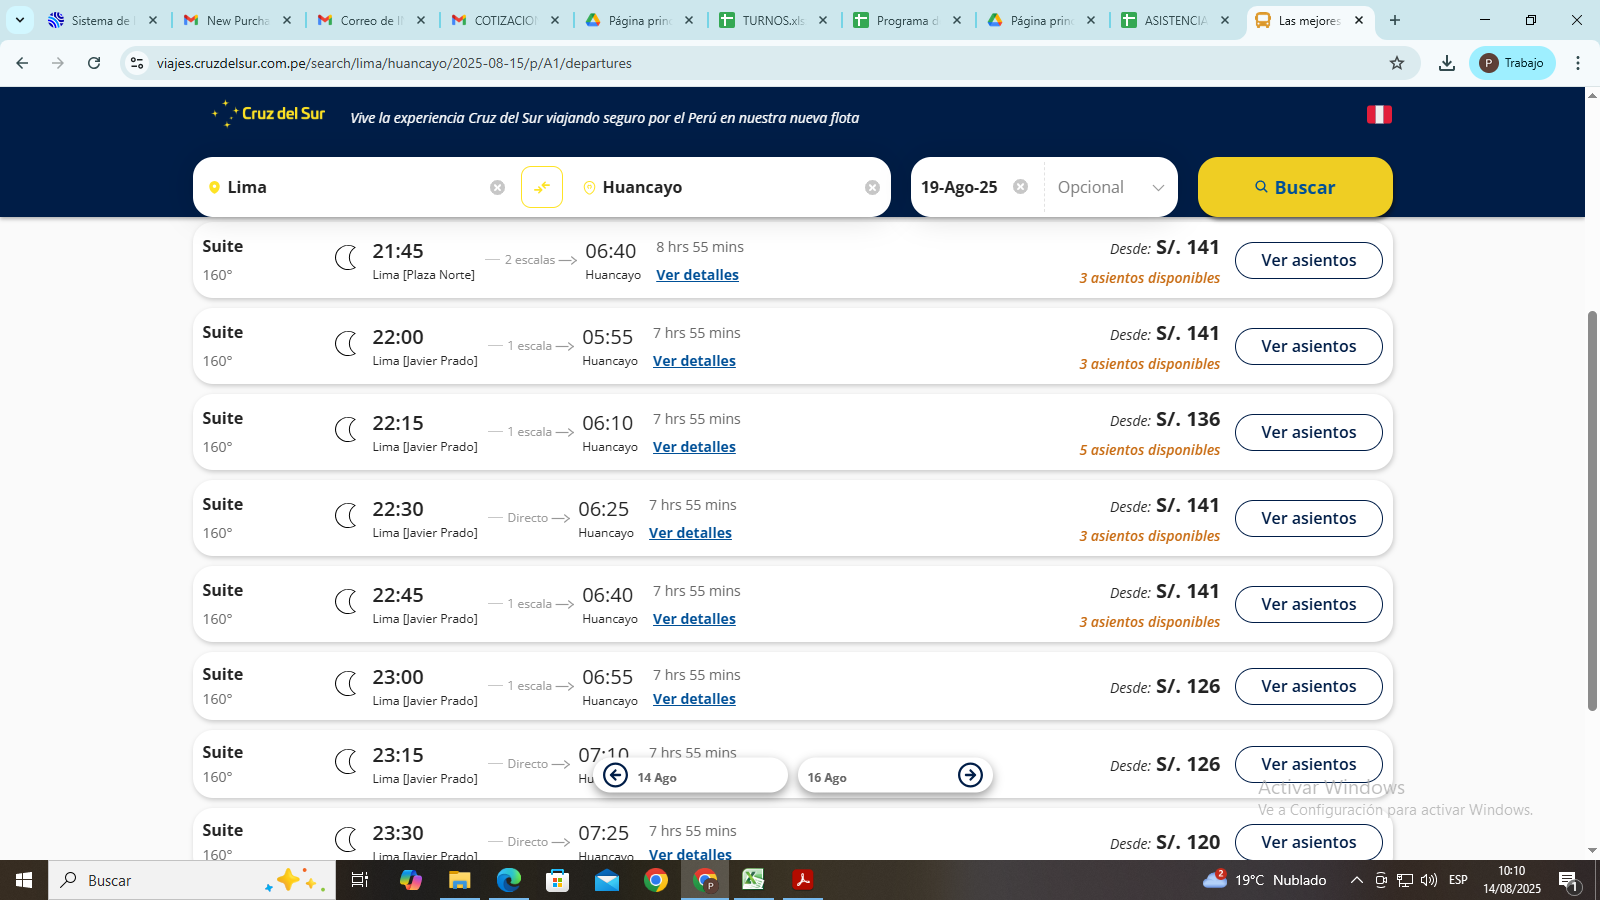 Sistema de
New Purcha
Correo de
COTIZACION
Página prin
TURNOS.xls
Programa d
Página prin
ASISTENCIA
Las mejores
viajes.cruzdelsur.com.pe/search/lima/huancayo/2025-08-15/p/A1/departures
P Trabajo
Cruz del Sur
Vive la experiencia Cruz del Sur viajando seguro por el Perú en nuestra nueva flota
Lima
Huancayo
19-Ago-25
Opcional
Buscar
Suite 21:45 06:40 8 hrs 55 mins Desde: S/. 141 Ver asientos
2 escalas
160° Lima [Plaza Norte] Huancayo Ver detalles 3 asientos disponibles
Suite 22:00 05:55 7 hrs 55 mins Desde: S/. 141 Ver asientos
1 escala
160° Lima [Javier Prado] Huancayo Ver detalles 3 asientos disponibles
Suite 22:15 06:10 7 hrs 55 mins Desde: S/. 136 Ver asientos
1 escala
160° Lima [Javier Prado] Huancayo Ver detalles 5 asientos disponibles
Suite 22:30 06:25 7 hrs 55 mins Desde: S/. 141 Ver asientos
Directo
160° Lima [Javier Prado] Huancayo Ver detalles 3 asientos disponibles
Suite 22:45 06:40 7 hrs 55 mins Desde: S/. 141 Ver asientos
1 escala
160° Lima [Javier Prado] Huancayo Ver detalles 3 asientos disponibles
Suite 23:00 06:55 7 hrs 55 mins Desde: S/. 126 Ver asientos
1 escala
160° Lima [Javier Prado] Huancayo Ver detalles
Suite 23:15 07:10 7 hrs 55 mins Desde: S/. 126 Ver asientos
Directo
160° Lima [Javier Prado] Hu
14 Ago
16 Ago
Activar Windows
Ve a Configuración para activar Windows.
Suite 23:30 07:25 7 hrs 55 mins Desde: S/. 120 Ver asientos
Directo
160° Lima [Javier Prado] Huancayo Ver detalles
Buscar
P
2
19°C Nublado
ESP
10:10
14/08/2025
1